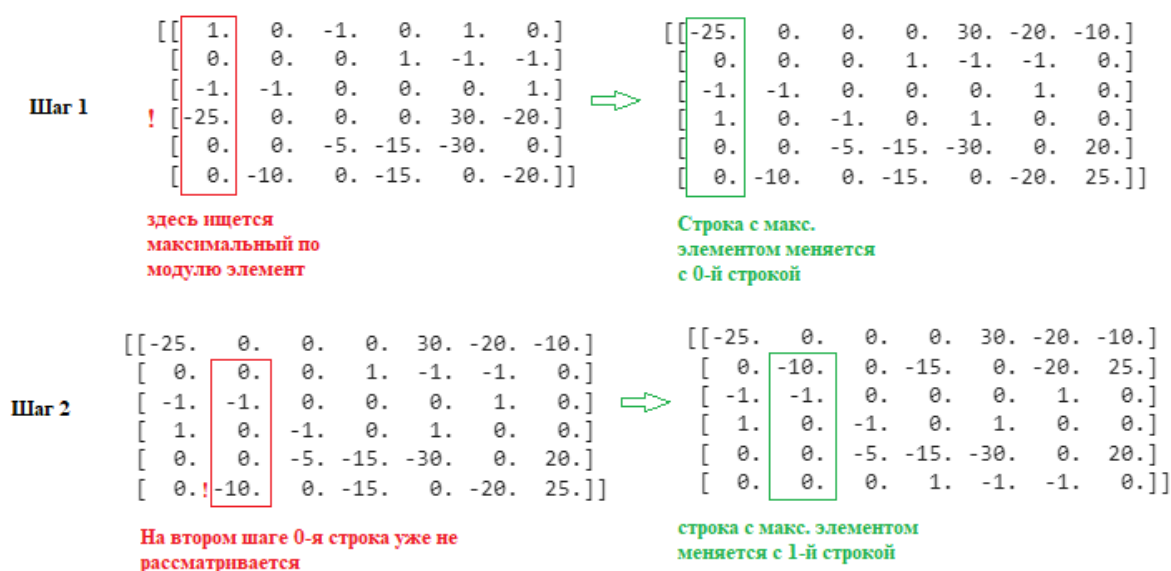 Шаг 1
[[ 1. 0. -1. 0. 1. 0.]
[ 0. 0. 0. 1. -1. -1.]
[ -1. -1. 0. 0. 0. 1.]
! [-25. 0. 0. 0. 30. -20.]
[ 0. 0. -5. -15. -30. 0.]
[ 0. -10. 0. -15. 0. -20.]]
здесь ищется
максимальный по
модулю элемент
[[-25. 0. 0. 0. 30. -20. -10.]
[ 0. 0. 0. 1. -1. -1. 0.]
[ -1. -1. 0. 0. 0. 1. 0.]
[ 1. 0. -1. 0. 1. 0. 0.]
[ 0. 0. -5. -15. -30. 0. 20.]
[ 0. -10. 0. -15. 0. -20. 25.]]
Строка с макс.
элементом меняется
с 0-й строкой
Шаг 2
[[-25. 0. 0. 0. 30. -20. -10.]
[ 0. 0. 0. 1. -1. -1. 0.]
[ -1. -1. 0. 0. 0. 1. 0.]
[ 1. 0. -1. 0. 1. 0. 0.]
[ 0. 0. -5. -15. -30. 0. 20.]
[ 0. ! -10. 0. -15. 0. -20. 25.]]
На втором шаге 0-я строка уже не
рассматривается
[[-25. 0. 0. 0. 30. -20. -10.]
[ 0. -10. 0. -15. 0. -20. 25.]
[ -1. -1. 0. 0. 0. 1. 0.]
[ 1. 0. -1. 0. 1. 0. 0.]
[ 0. 0. -5. -15. -30. 0. 20.]
[ 0. 0. 0. 1. -1. -1. 0.]]
строка с макс. элементом
меняется с 1-й строкой